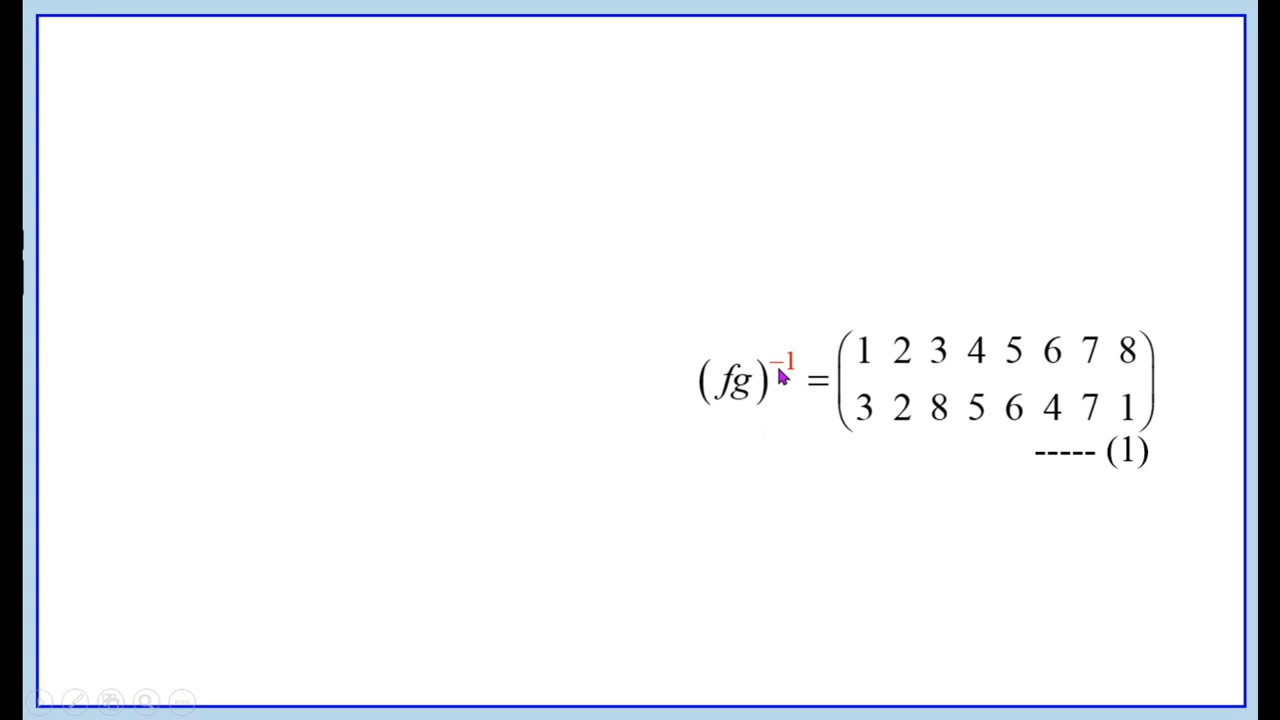 (fg)⁻¹ = (1 2 3 4 5 6 7 8
3 2 8 5 6 4 7 1)
----- (1)